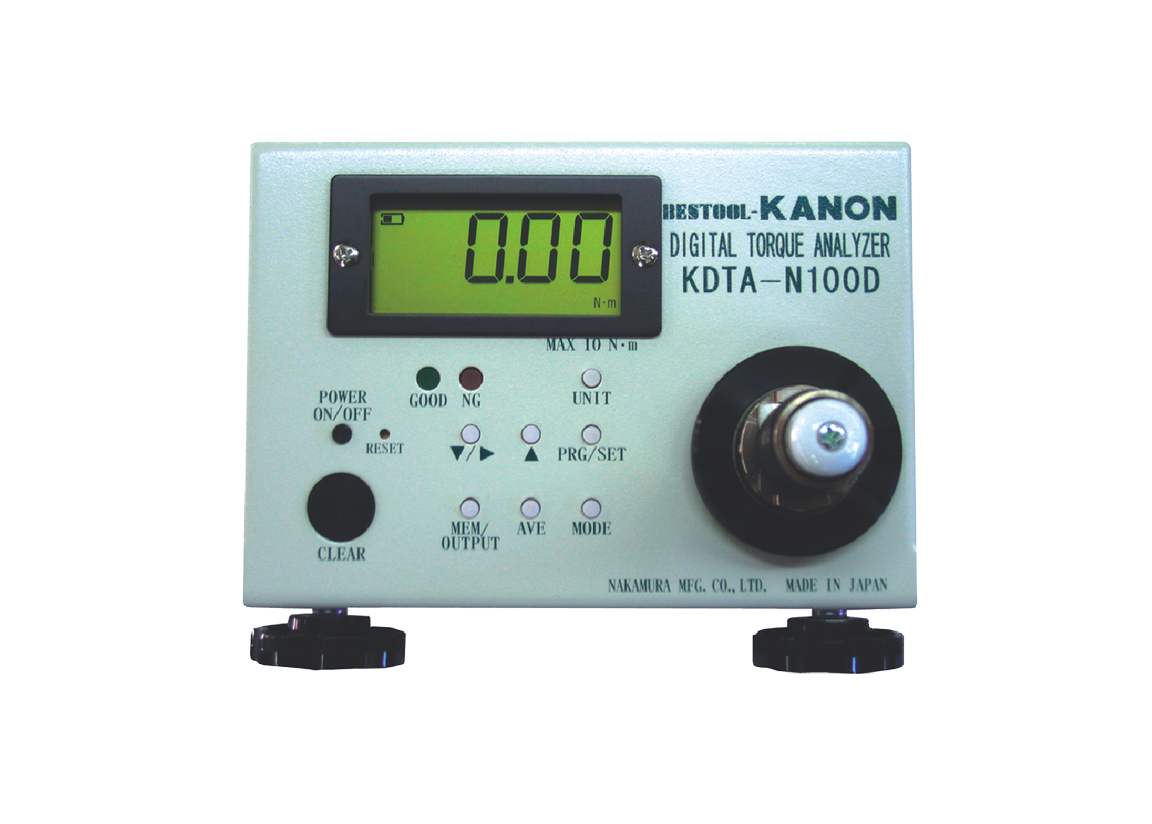 BESTOOL-KANON
DIGITAL TORQUE ANALYZER
KDTA-N100D
0.00
N·m
MAX 10 N·m
GOOD NG
UNIT
POWER
ON/OFF
RESET
▼/▶
▲
PRG/SET
CLEAR
MEM/
OUTPUT
AVE
MODE
NAKAMURA MFG. CO., LTD. MADE IN JAPAN